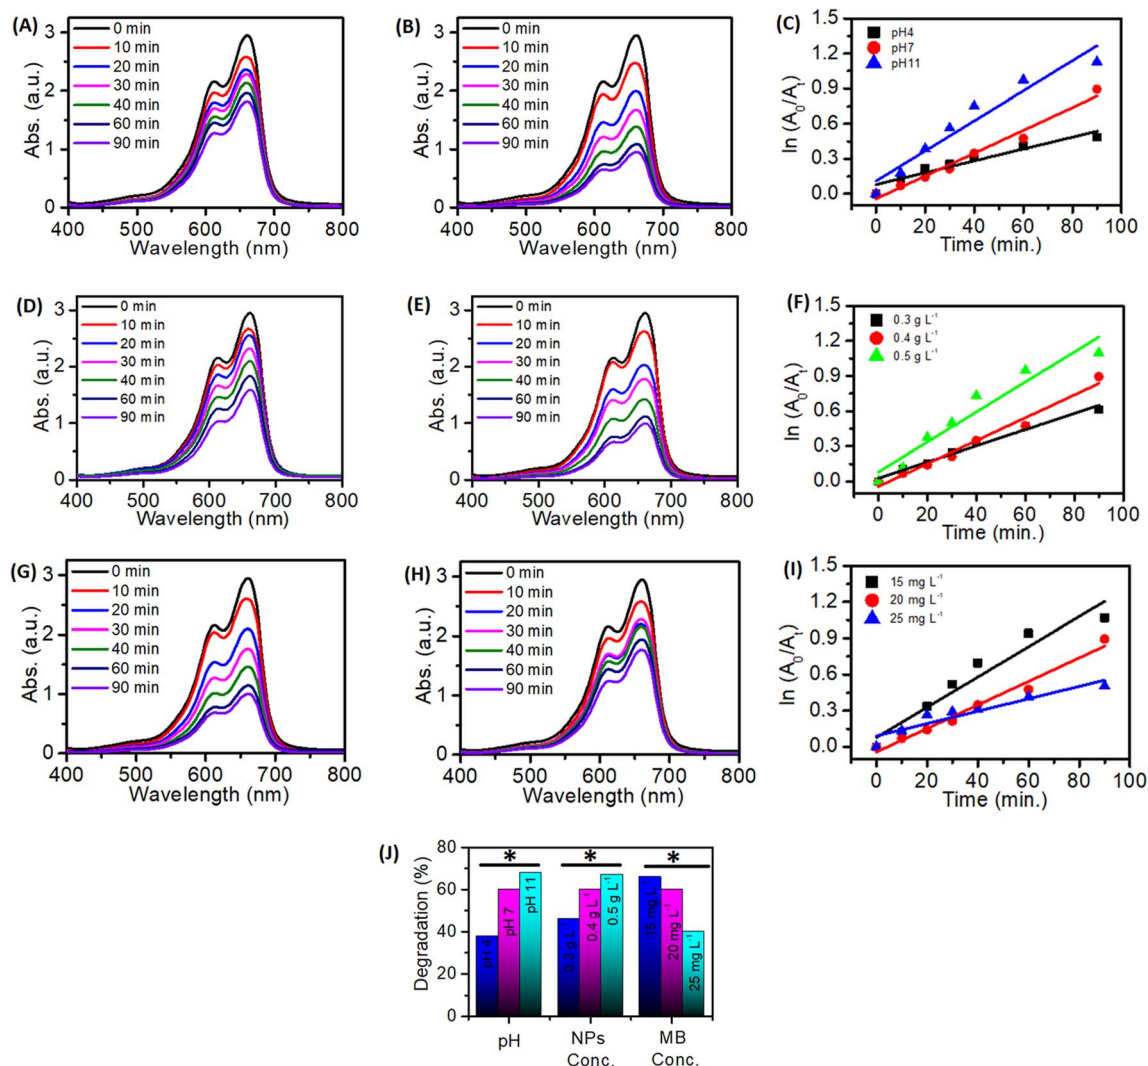 (A)
3
2
1
0
Abs. (a.u.)
0 min
10 min
20 min
30 min
40 min
60 min
90 min
400 500 600 700 800
Wavelength (nm)
(B)
3
2
1
0
Abs. (a.u.)
0 min
10 min
20 min
30 min
40 min
60 min
90 min
400 500 600 700 800
Wavelength (nm)
(C)
1.5
1.2
0.9
0.6
0.3
0.0
ln (A0/At)
pH4
pH7
pH11
0 20 40 60 80 100
Time (min.)
(D)
3
2
1
0
Abs. (a.u.)
0 min
10 min
20 min
30 min
40 min
60 min
90 min
400 500 600 700 800
Wavelength (nm)
(E)
3
2
1
0
Abs. (a.u.)
0 min
10 min
20 min
30 min
40 min
60 min
90 min
400 500 600 700 800
Wavelength (nm)
(F)
1.5
1.2
0.9
0.6
0.3
0.0
ln (A0/At)
0.3 g L-1
0.4 g L-1
0.5 g L-1
0 20 40 60 80 100
Time (min.)
(G)
3
2
1
0
Abs. (a.u.)
0 min
10 min
20 min
30 min
40 min
60 min
90 min
400 500 600 700 800
Wavelength (nm)
(H)
3
2
1
0
Abs. (a.u.)
0 min
10 min
20 min
30 min
40 min
60 min
90 min
400 500 600 700 800
Wavelength (nm)
(I)
1.5
1.2
0.9
0.6
0.3
0.0
ln (A0/At)
15 mg L-1
20 mg L-1
25 mg L-1
0 20 40 60 80 100
Time (min.)
(J)
80
60
40
20
0
Degradation (%)
* * *
pH 4
pH 7
pH 11
0.3 g L-1
0.4 g L-1
0.5 g L-1
15 mg L-1
20 mg L-1
25 mg L-1
pH
NPs
Conc.
MB
Conc.